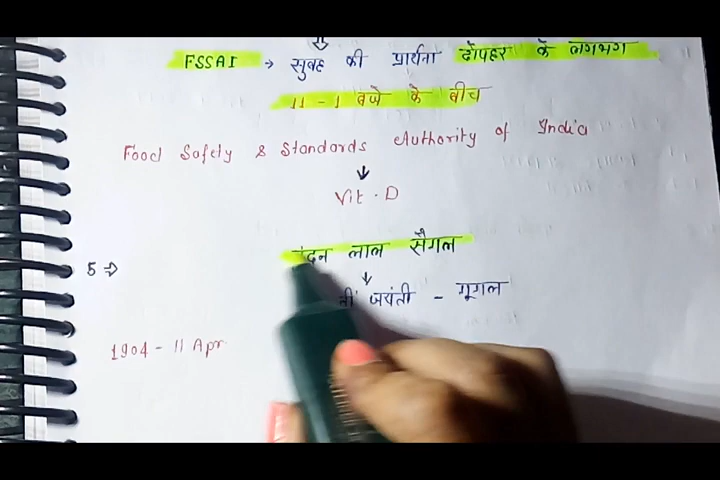 FSSAI → सुबह की प्रार्थना दोपहर के लगभग
11 - 1 बजे के बीच
Food Safety & Standards Authority of India
↓
Vit. D
5 ⇒ लाल सैगल
↓
वीं जयंती - गूगल
1904 - 11 Apr.